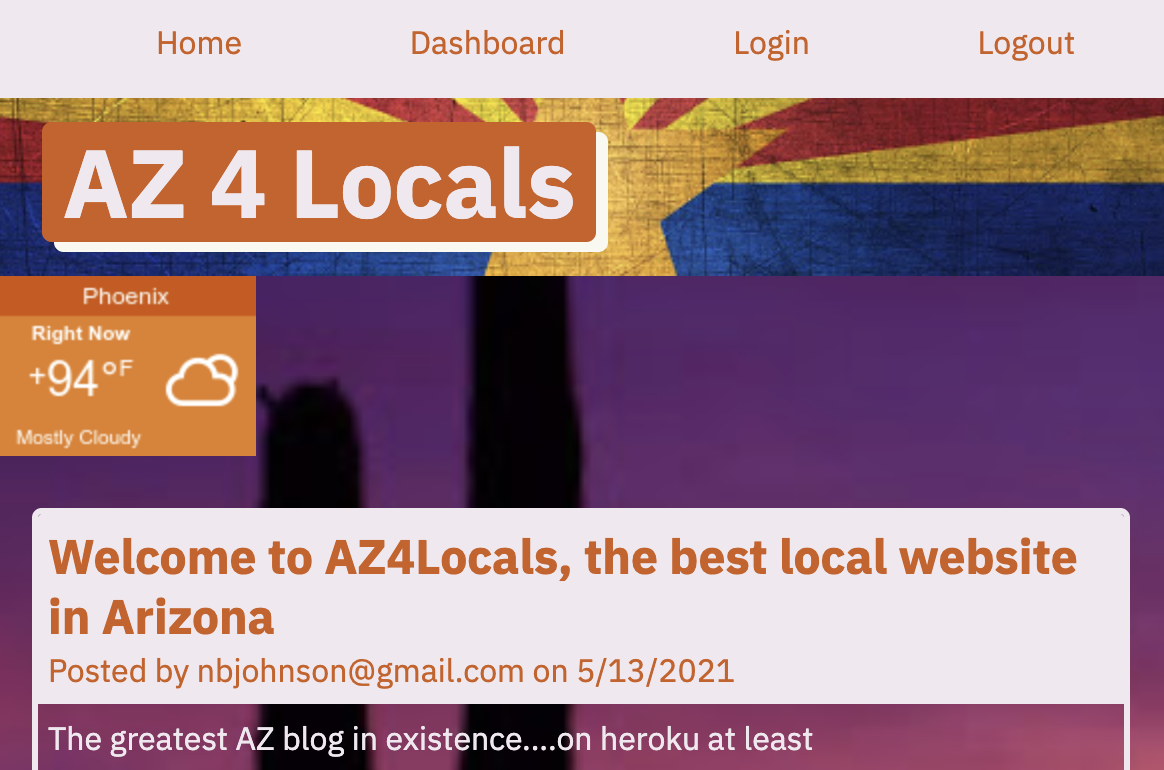 Home Dashboard Login Logout
AZ 4 Locals
Phoenix
Right Now
+94°F
Mostly Cloudy
Welcome to AZ4Locals, the best local website
in Arizona
Posted by nbjohnson@gmail.com on 5/13/2021
The greatest AZ blog in existence....on heroku at least